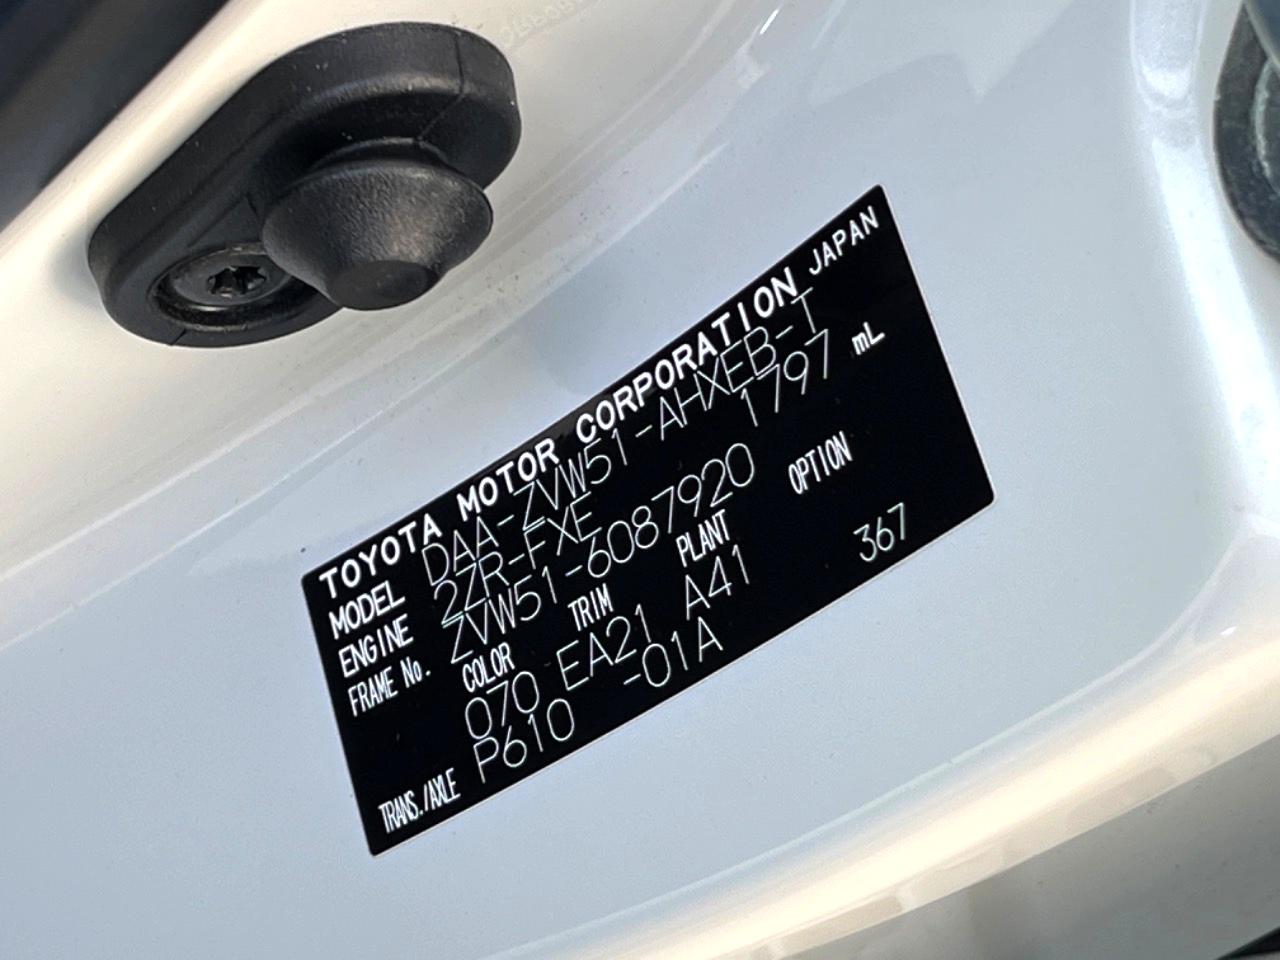 TOYOTA MOTOR CORPORATION JAPAN
MODEL DAA-ZVW51-AHXEB-T
ENGINE 2ZR-FXE 1797 mL
FRAME No. ZVW51-6087920
COLOR TRIM PLANT OPTION
070 EA21 A41 367
TRANS./AXLE P610 -01A